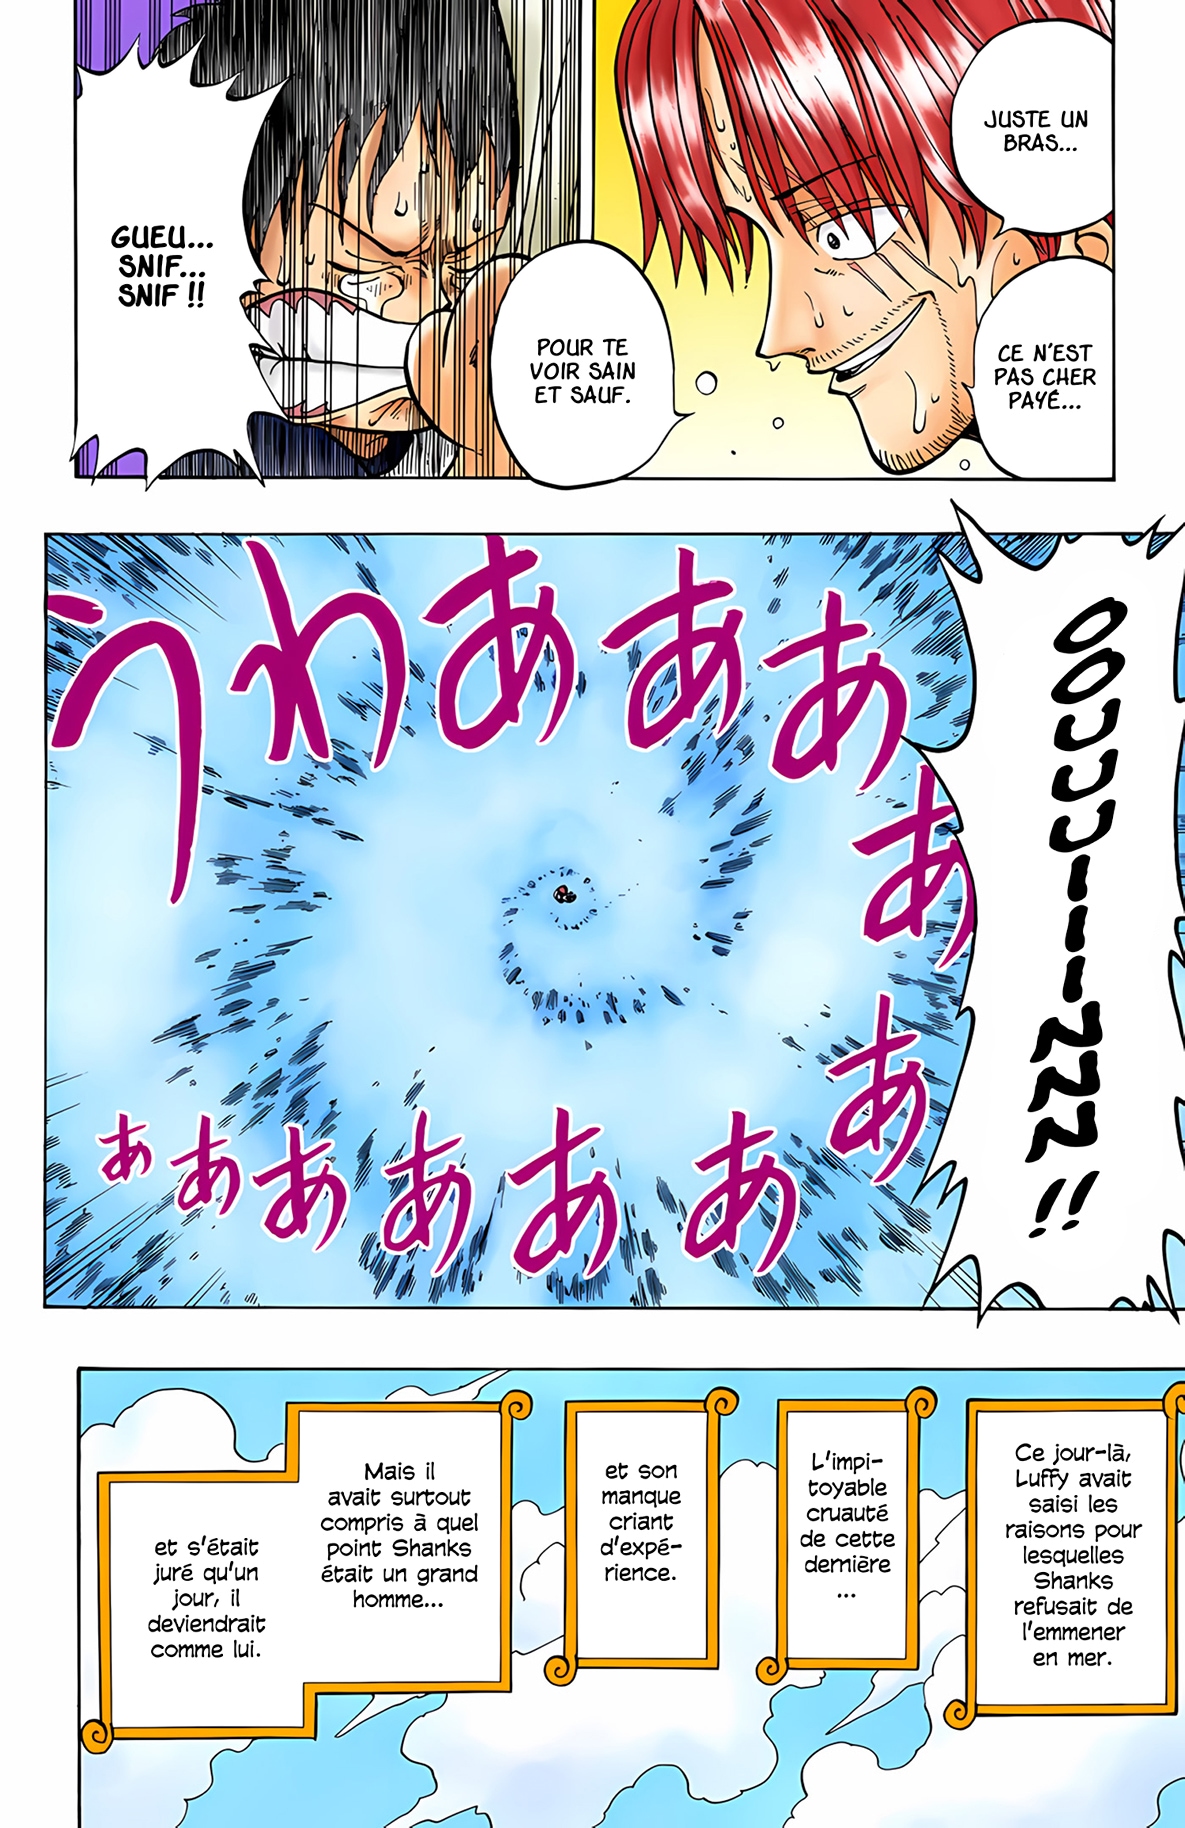 JUSTE UN
BRAS...
CE N'EST
PAS CHER
PAYÉ...
POUR TE
VOIR SAIN
ET SAUF.
GUEU...
SNIF...
SNIF !!
OOUUU---ZZZ !!
うわあああああああああああ
Ce jour-là,
Luffy avait
saisi les
raisons pour
lesquelles
Shanks
refusait de
l'emmener
en mer.
L'impi-
toyable
cruauté
de cette
dernière
...
et son
manque
criant
d'expé-
rience.
Mais il
avait surtout
compris à quel
point Shanks
était un grand
homme...
et s'était
juré qu'un
jour, il
deviendrait
comme lui.